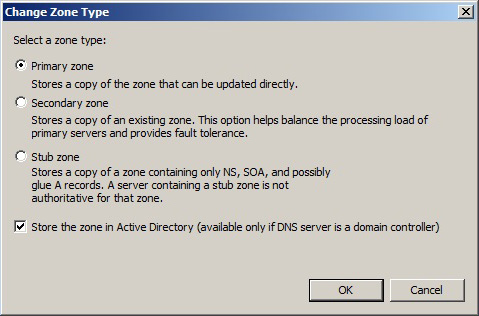 Change Zone Type
Select a zone type:
Primary zone
Stores a copy of the zone that can be updated directly.
Secondary zone
Stores a copy of an existing zone. This option helps balance the processing load of
primary servers and provides fault tolerance.
Stub zone
Stores a copy of a zone containing only NS, SOA, and possibly
glue A records. A server containing a stub zone is not
authoritative for that zone.
Store the zone in Active Directory (available only if DNS server is a domain controller)
OK Cancel